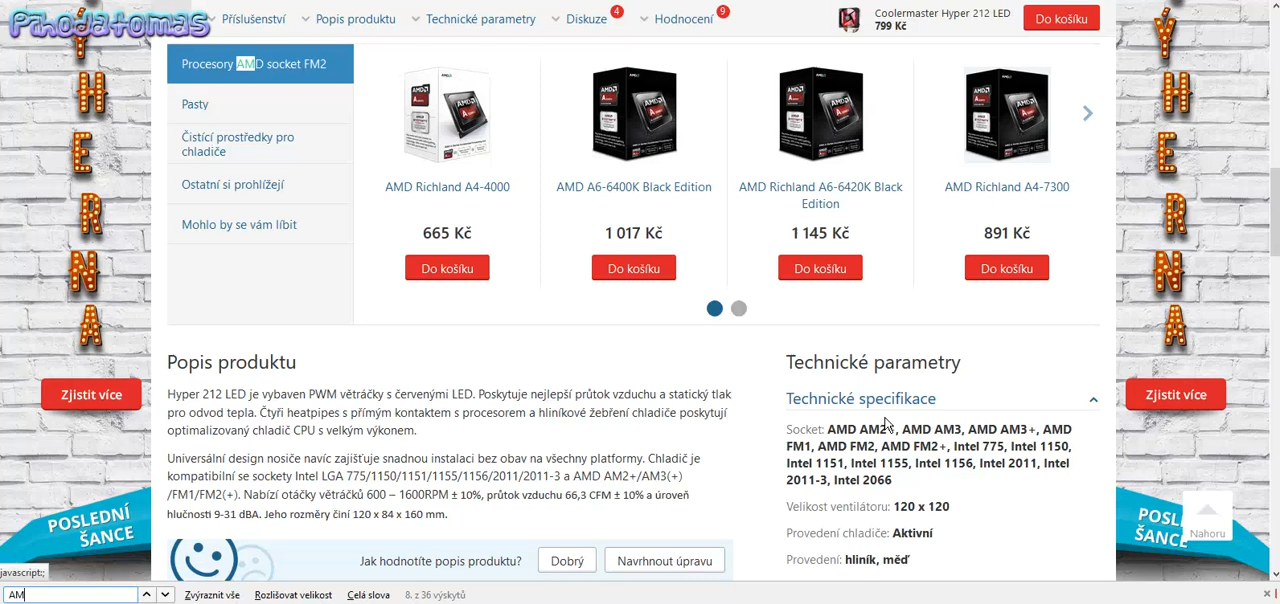 Pihodatomas
Příslušenství
Popis produktu
Technické parametry
Diskuze 4
Hodnocení 9
Coolermaster Hyper 212 LED
799 Kč
Do košíku
Procesory AMD socket FM2
Pasty
Čistící prostředky pro
chladiče
Ostatní si prohlížejí
Mohlo by se vám líbit
AMD Richland A4-4000
665 Kč
Do košíku
AMD A6-6400K Black Edition
1 017 Kč
Do košíku
AMD Richland A6-6420K Black
Edition
1 145 Kč
Do košíku
AMD Richland A4-7300
891 Kč
Do košíku
Ý
H
E
R
N
A
Zjistit více
POSLEDNÍ
ŠANCE
Popis produktu
Hyper 212 LED je vybaven PWM větráčky s červenými LED. Poskytuje nejlepší průtok vzduchu a statický tlak
pro odvod tepla. Čtyři heatpipes s přímým kontaktem s procesorem a hliníkové žebření chladiče poskytují
optimalizovaný chladič CPU s velkým výkonem.
Universální design nosiče navíc zajišťuje snadnou instalaci bez obav na všechny platformy. Chladič je
kompatibilní se sockety Intel LGA 775/1150/1151/1155/1156/2011/2011-3 a AMD AM2+/AM3(+)
/FM1/FM2(+). Nabízí otáčky větráčků 600 – 1600RPM ± 10%, průtok vzduchu 66,3 CFM ± 10% a úroveň
hlučnosti 9-31 dBA. Jeho rozměry činí 120 x 84 x 160 mm.
Jak hodnotíte popis produktu?
Dobrý
Navrhnout úpravu
Technické parametry
Technické specifikace
Socket: AMD AM2+, AMD AM3, AMD AM3+, AMD
FM1, AMD FM2, AMD FM2+, Intel 775, Intel 1150,
Intel 1151, Intel 1155, Intel 1156, Intel 2011, Intel
2011-3, Intel 2066
Velikost ventilátoru: 120 x 120
Provedení chladiče: Aktivní
Provedení: hliník, měď
Ý
H
E
R
N
A
Zjistit více
Nahoru
javascript:;
AM
Zvýraznit vše
Rozlišovat velikost
Celá slova
8. z 36 výskytů